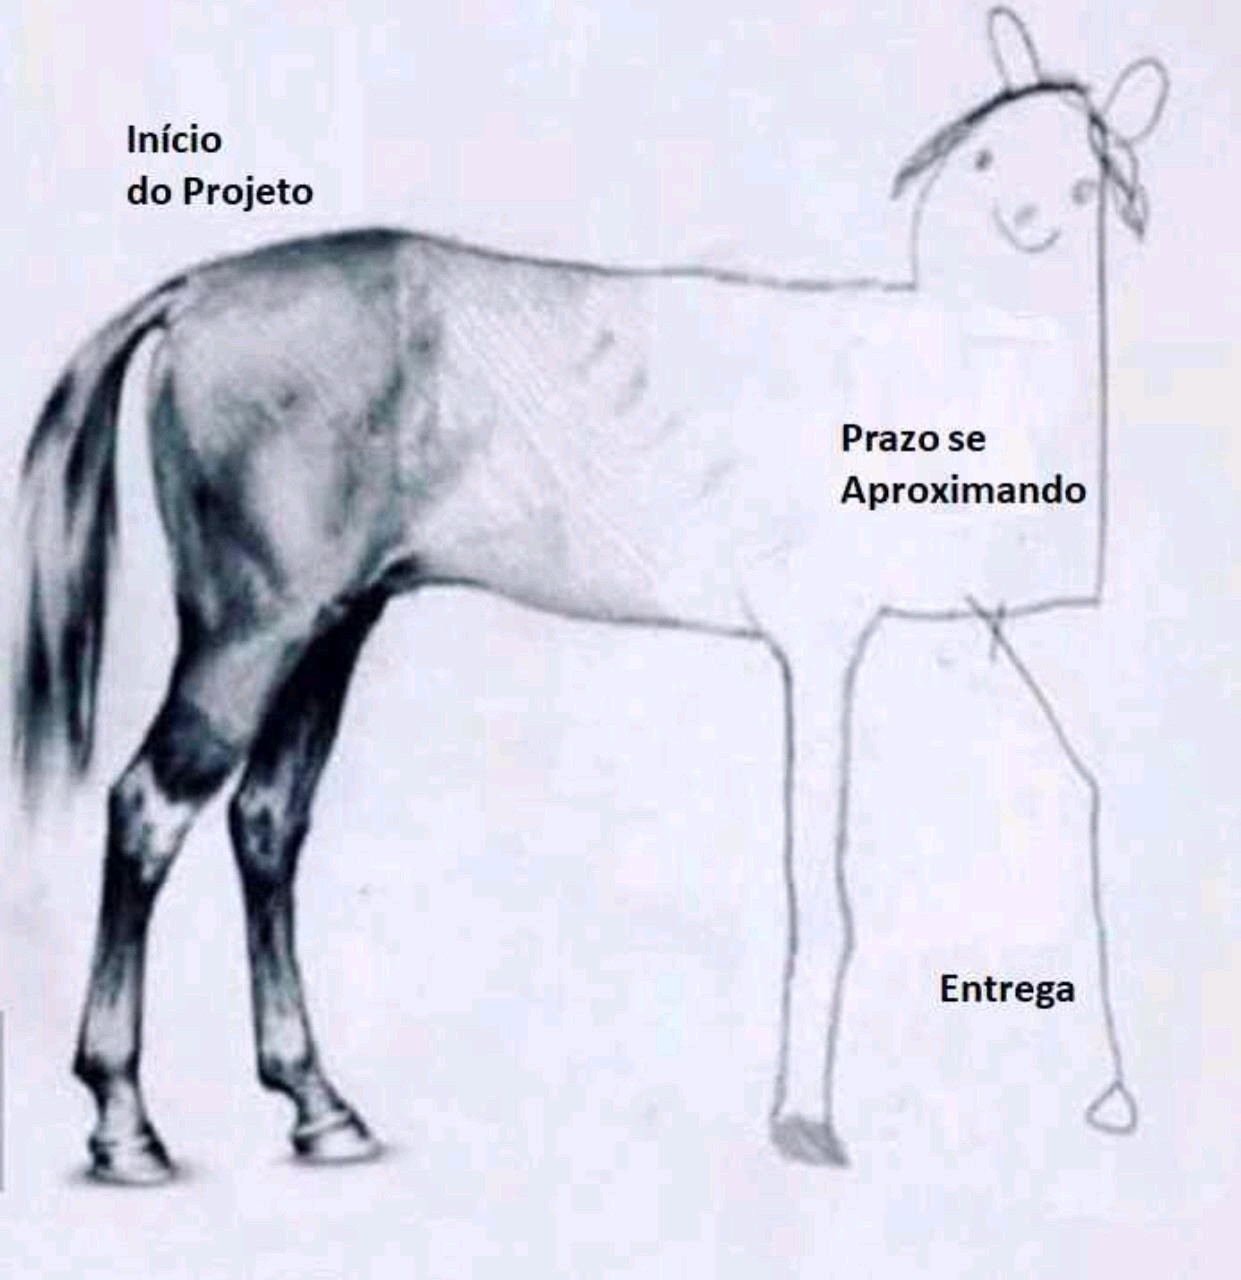 Início
do Projeto
Prazo se
Aproximando
Entrega